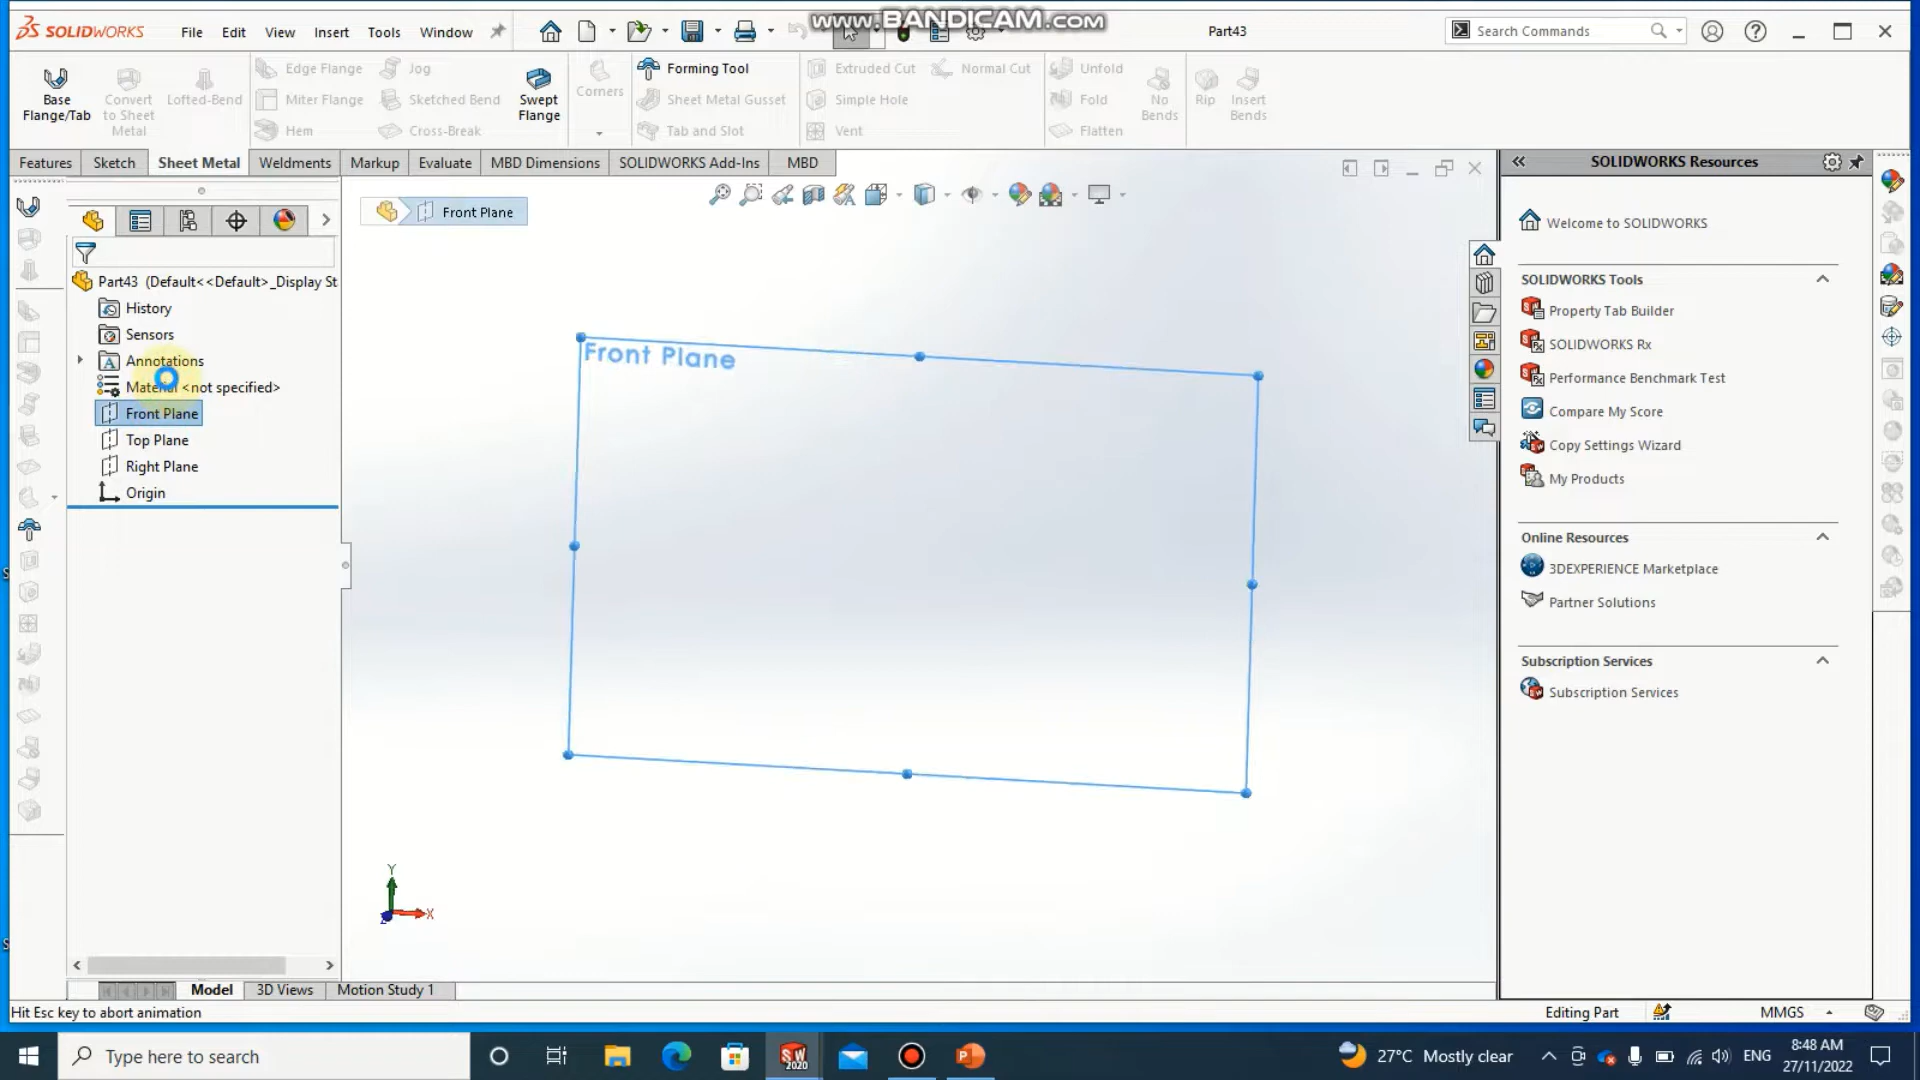 www.BANDICAM.com
SOLIDWORKS
File Edit View Insert Tools Window
Part43
Search Commands
Base Flange/Tab
Convert to Sheet Metal
Lofted-Bend
Edge Flange
Miter Flange
Hem
Jog
Sketched Bend
Cross-Break
Swept Flange
Corners
Forming Tool
Sheet Metal Gusset
Tab and Slot
Extruded Cut
Simple Hole
Vent
Normal Cut
Unfold
Fold
Flatten
No Bends
Rip
Insert Bends
Features Sketch Sheet Metal Weldments Markup Evaluate MBD Dimensions SOLIDWORKS Add-Ins MBD
Part43 (Default<<Default>_Display St
History
Sensors
Annotations
Material <not specified>
Front Plane
Top Plane
Right Plane
Origin
Front Plane
Front Plane
Y
X
Z
SOLIDWORKS Resources
Welcome to SOLIDWORKS
SOLIDWORKS Tools
Property Tab Builder
SOLIDWORKS Rx
Performance Benchmark Test
Compare My Score
Copy Settings Wizard
My Products
Online Resources
3DEXPERIENCE Marketplace
Partner Solutions
Subscription Services
Subscription Services
Model 3D Views Motion Study 1
Hit Esc key to abort animation
Editing Part
MMGS
Type here to search
SW 2020
27°C Mostly clear
ENG
8:48 AM
27/11/2022